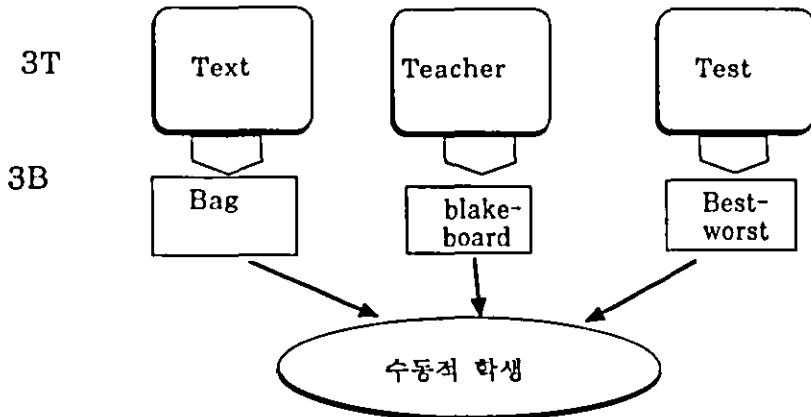 3T
Text
Teacher
Test
3B
Bag
blake-
board
Best-
worst
수동적 학생